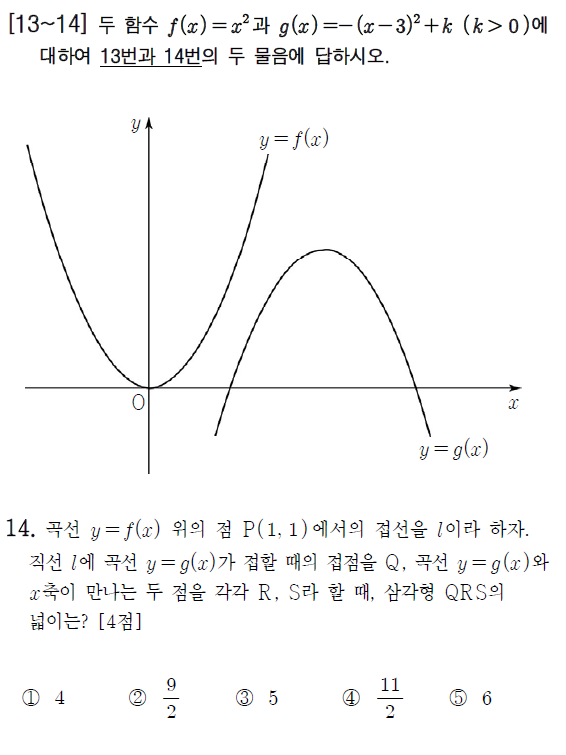 [13~14] 두 함수 f(x)=x²과 g(x)=-(x-3)²+k (k>0)에
대하여 13번과 14번의 두 물음에 답하시오.
y
y=f(x)
O
x
y=g(x)
14. 곡선 y=f(x) 위의 점 P(1, 1)에서의 접선을 l이라 하자.
직선 l에 곡선 y=g(x)가 접할 때의 접점을 Q, 곡선 y=g(x)와
x축이 만나는 두 점을 각각 R, S라 할 때, 삼각형 QRS의
넓이는? [4점]
① 4 ② 9/2 ③ 5 ④ 11/2 ⑤ 6